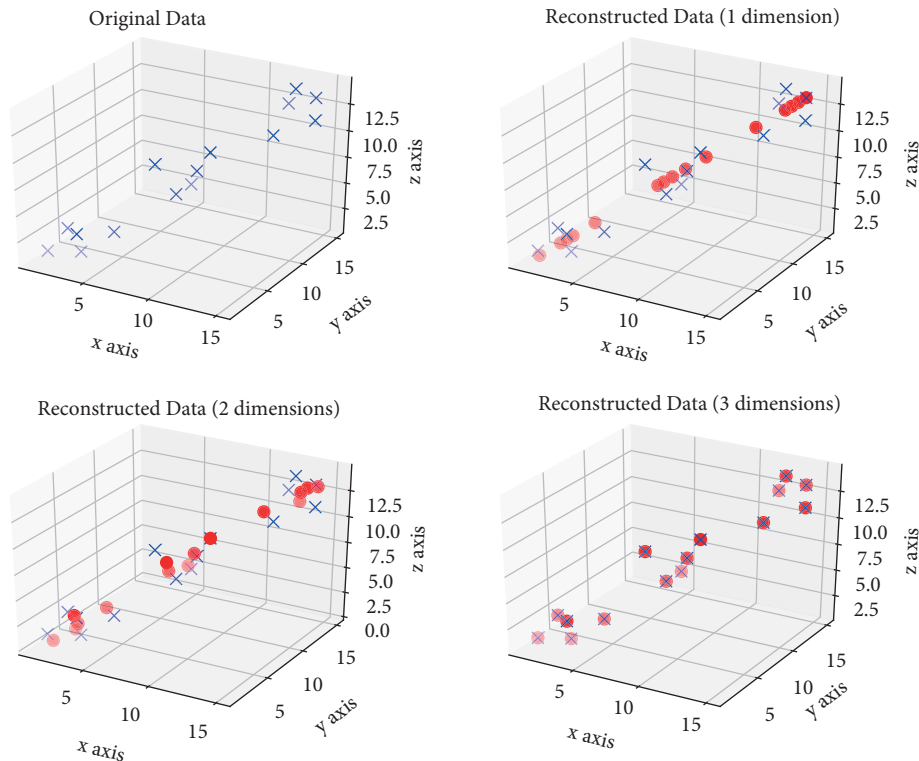 Original Data
12.5
10.0
7.5
5.0
2.5
z axis
15
10
5
y axis
5
10
15
x axis
Reconstructed Data (1 dimension)
12.5
10.0
7.5
5.0
2.5
z axis
15
10
5
y axis
5
10
15
x axis
Reconstructed Data (2 dimensions)
12.5
10.0
7.5
5.0
2.5
0.0
z axis
15
10
5
y axis
5
10
15
x axis
Reconstructed Data (3 dimensions)
12.5
10.0
7.5
5.0
2.5
z axis
15
10
5
y axis
5
10
15
x axis